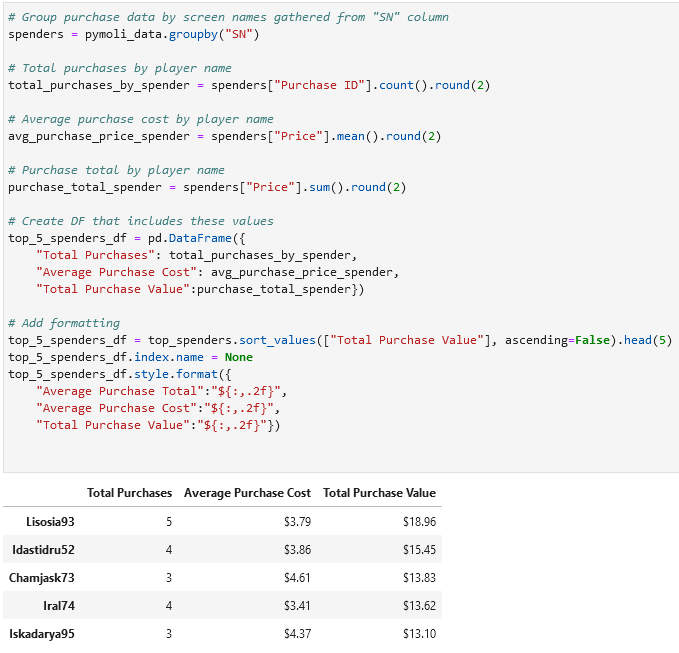 # Group purchase data by screen names gathered from "SN" column
spenders = pymoli_data.groupby("SN")
# Total purchases by player name
total_purchases_by_spender = spenders["Purchase ID"].count().round(2)
# Average purchase cost by player name
avg_purchase_price_spender = spenders["Price"].mean().round(2)
# Purchase total by player name
purchase_total_spender = spenders["Price"].sum().round(2)
# Create DF that includes these values
top_5_spenders_df = pd.DataFrame({
    "Total Purchases": total_purchases_by_spender,
    "Average Purchase Cost": avg_purchase_price_spender,
    "Total Purchase Value":purchase_total_spender})
# Add formatting
top_5_spenders_df = top_spenders.sort_values(["Total Purchase Value"], ascending=False).head(5)
top_5_spenders_df.index.name = None
top_5_spenders_df.style.format({
    "Average Purchase Total":"${:,.2f}",
    "Average Purchase Cost":"${:,.2f}",
    "Total Purchase Value":"${:,.2f}"})
Total Purchases Average Purchase Cost Total Purchase Value
Lisosia93 5 $3.79 $18.96
Idastidru52 4 $3.86 $15.45
Chamjask73 3 $4.61 $13.83
Iral74 4 $3.41 $13.62
Iskadarya95 3 $4.37 $13.10